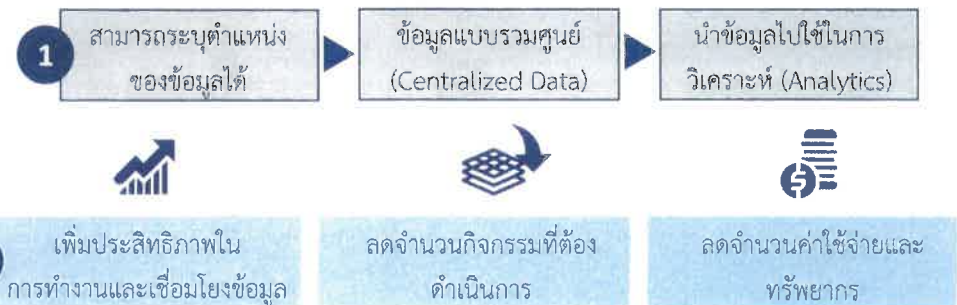 1
สามารถระบุตำแหน่ง
ของข้อมูลได้
ข้อมูลแบบรวมศูนย์
(Centralized Data)
นำข้อมูลไปใช้ในการ
วิเคราะห์ (Analytics)
$
เพิ่มประสิทธิภาพใน
การทำงานและเชื่อมโยงข้อมูล
ลดจำนวนกิจกรรมที่ต้อง
ดำเนินการ
ลดจำนวนค่าใช้จ่ายและ
ทรัพยากร